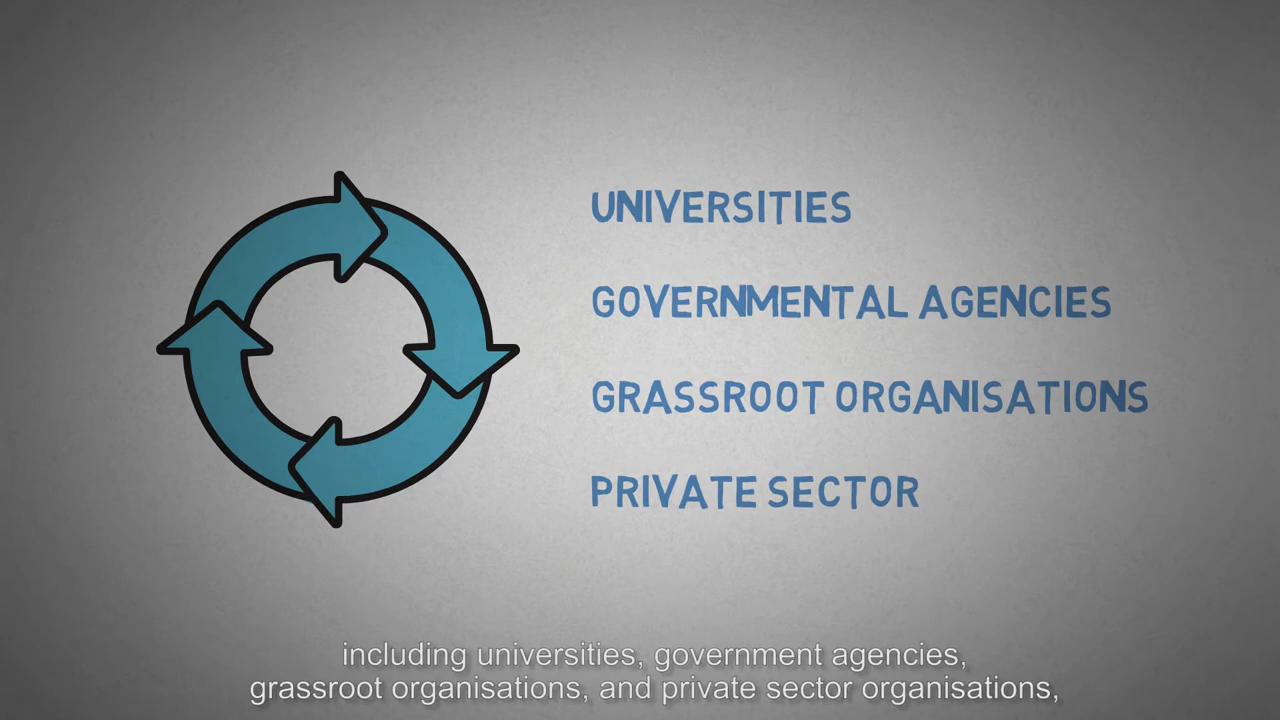 UNIVERSITIES
GOVERNMENTAL AGENCIES
GRASSROOT ORGANISATIONS
PRIVATE SECTOR
including universities, government agencies,
grassroot organisations, and private sector organisations,